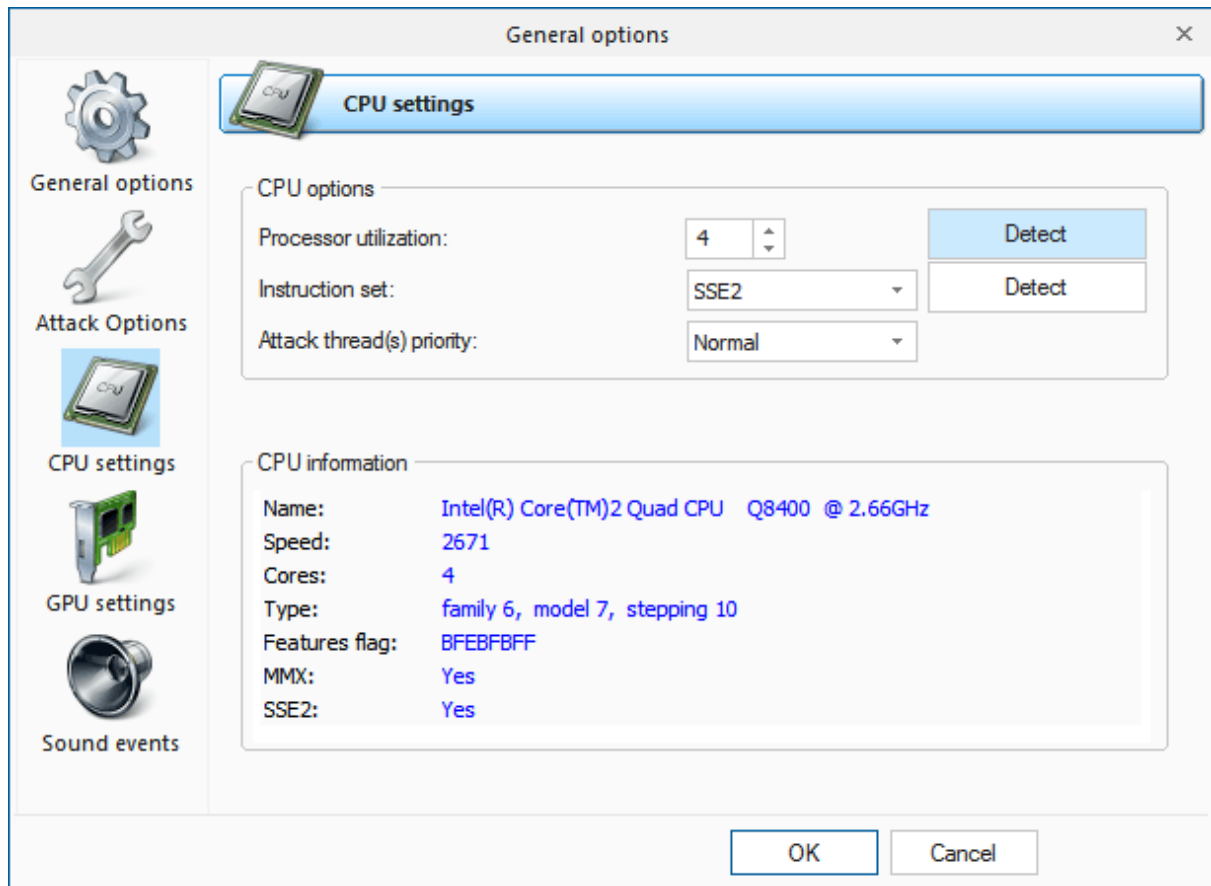 General options
CPU
CPU settings
General options
Attack Options
CPU
CPU settings
GPU settings
Sound events
CPU options
Processor utilization: 4 Detect
Instruction set: SSE2 Detect
Attack thread(s) priority: Normal
CPU information
Name: Intel(R) Core(TM)2 Quad CPU Q8400 @ 2.66GHz
Speed: 2671
Cores: 4
Type: family 6, model 7, stepping 10
Features flag: BFEBFBFF
MMX: Yes
SSE2: Yes
OK Cancel